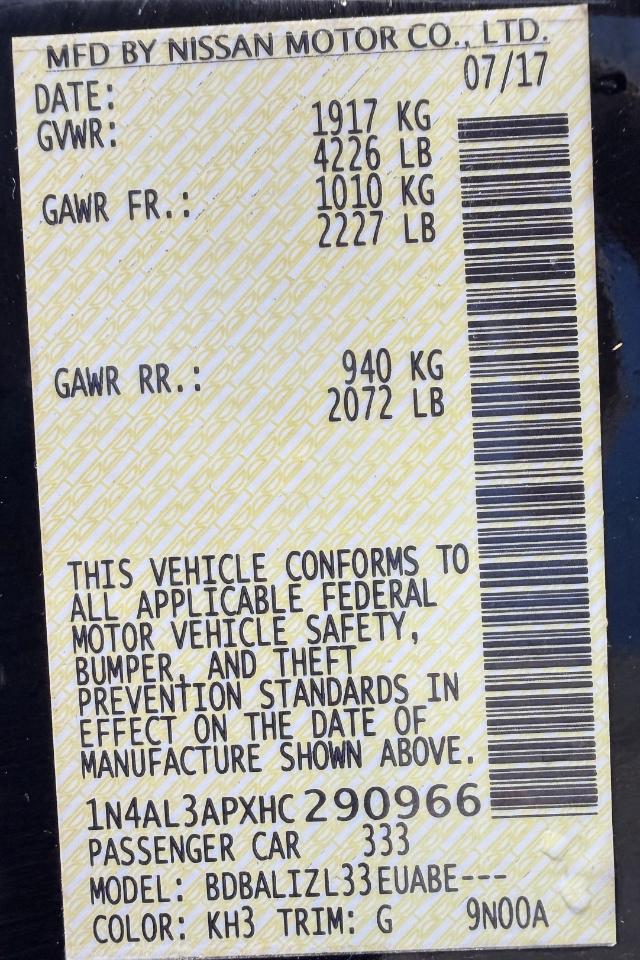 MFD BY NISSAN MOTOR CO., LTD.
DATE: 07/17
GVWR: 1917 KG
4226 LB
GAWR FR.: 1010 KG
2227 LB
GAWR RR.: 940 KG
2072 LB
THIS VEHICLE CONFORMS TO
ALL APPLICABLE FEDERAL
MOTOR VEHICLE SAFETY,
BUMPER, AND THEFT
PREVENTION STANDARDS IN
EFFECT ON THE DATE OF
MANUFACTURE SHOWN ABOVE.
1N4AL3APXHC290966
PASSENGER CAR 333
MODEL: BDBALIZL33EUABE---
COLOR: KH3 TRIM: G 9N00A